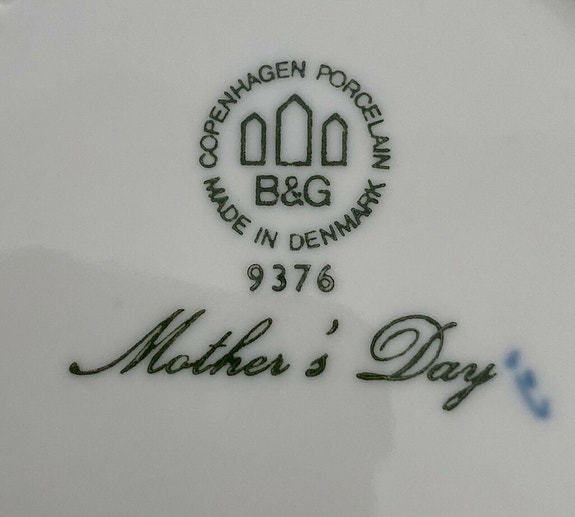 COPENHAGEN PORCELAIN
B&G
MADE IN DENMARK
9376
Mother's Day